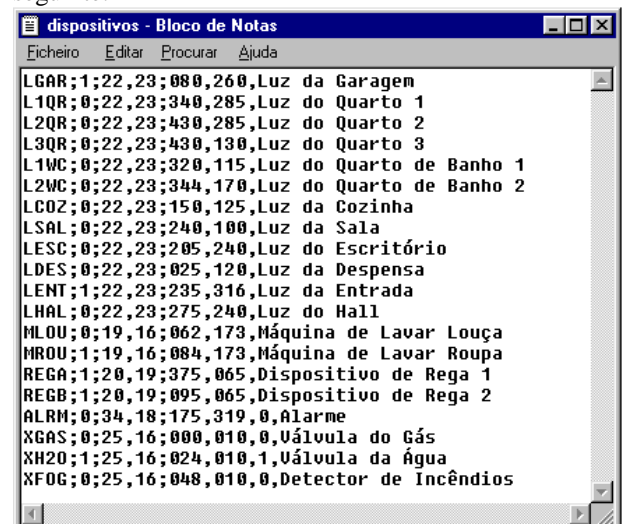 dispositivos - Bloco de Notas
Ficheiro Editar Procurar Ajuda
LGAR;1;22,23;080,260,Luz da Garagem
L1QR;0;22,23;340,285,Luz do Quarto 1
L2QR;0;22,23;430,285,Luz do Quarto 2
L3QR;0;22,23;430,130,Luz do Quarto 3
L1WC;0;22,23;320,115,Luz do Quarto de Banho 1
L2WC;0;22,23;344,170,Luz do Quarto de Banho 2
LCOZ;0;22,23;150,125,Luz da Cozinha
LSAL;0;22,23;240,100,Luz da Sala
LESC;0;22,23;205,240,Luz do Escritório
LDES;0;22,23;025,120,Luz da Despensa
LENT;1;22,23;235,316,Luz da Entrada
LHAL;0;22,23;275,240,Luz do Hall
MLOU;0;19,16;062,173,Máquina de Lavar Louça
MROU;1;19,16;084,173,Máquina de Lavar Roupa
REGA;1;20,19;375,065,Dispositivo de Rega 1
REGB;1;20,19;095,065,Dispositivo de Rega 2
ALRM;0;34,18;175,319,0,Alarme
XGAS;0;25,16;000,010,0,Válvula do Gás
XH2O;1;25,16;024,010,1,Válvula da Água
XFOG;0;25,16;048,010,0,Detector de Incêndios